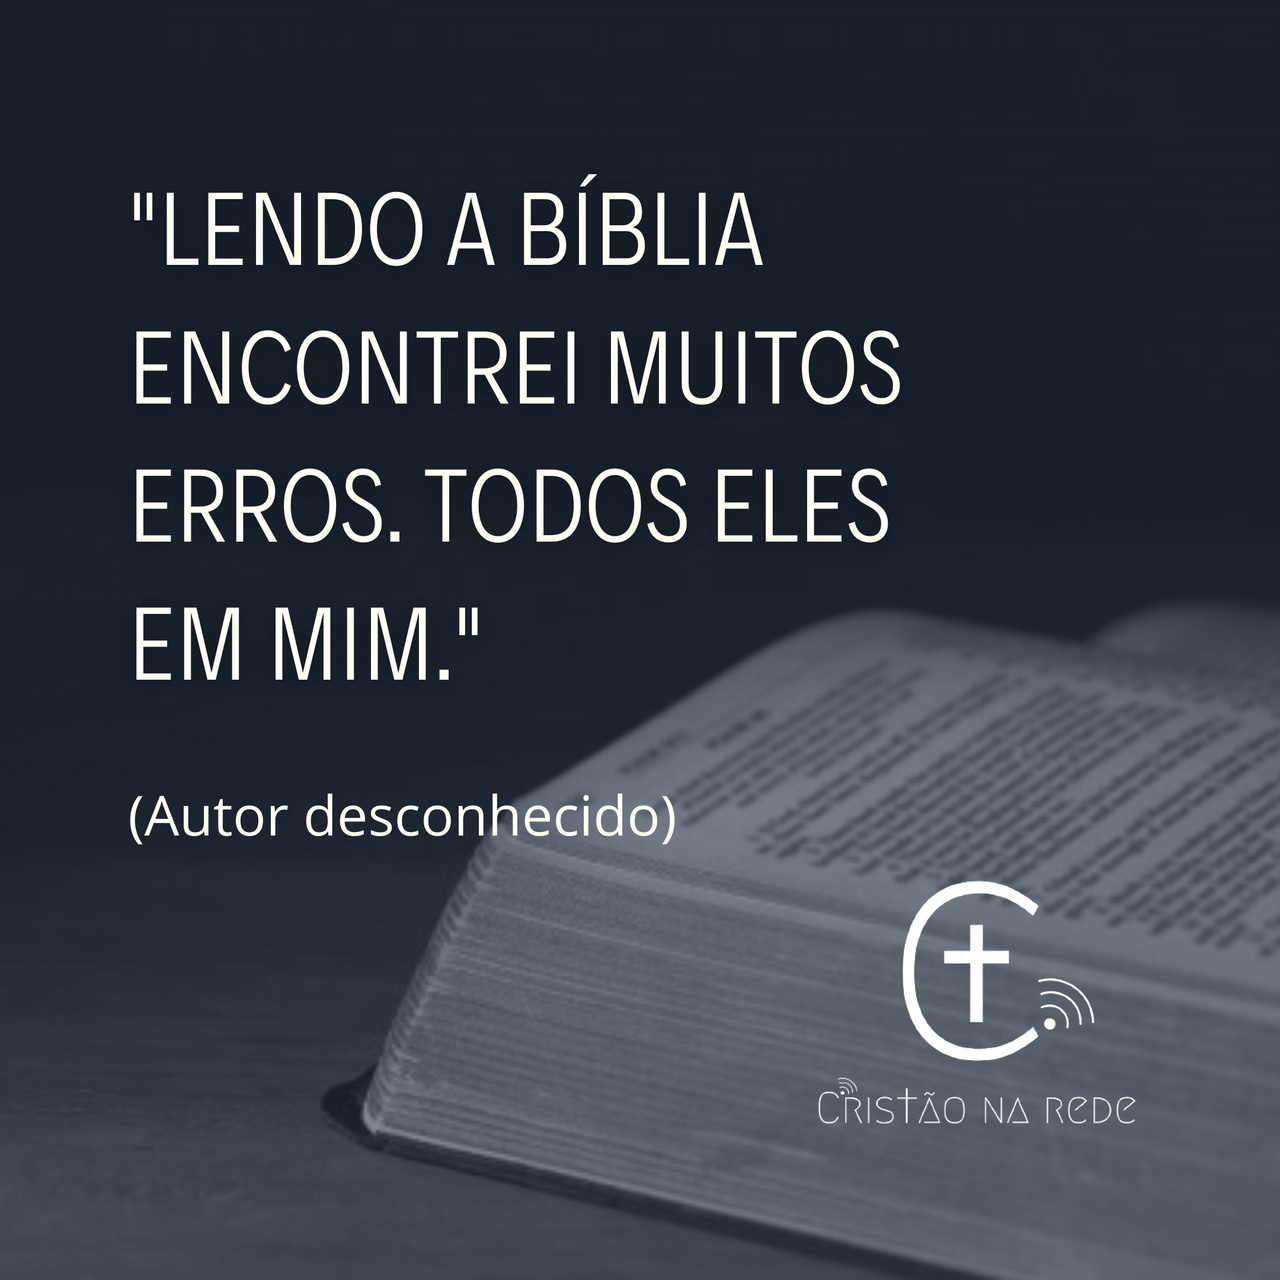 "LENDO A BÍBLIA
ENCONTREI MUITOS
ERROS. TODOS ELES
EM MIM."
(Autor desconhecido)
CRISTÃO NA REDE